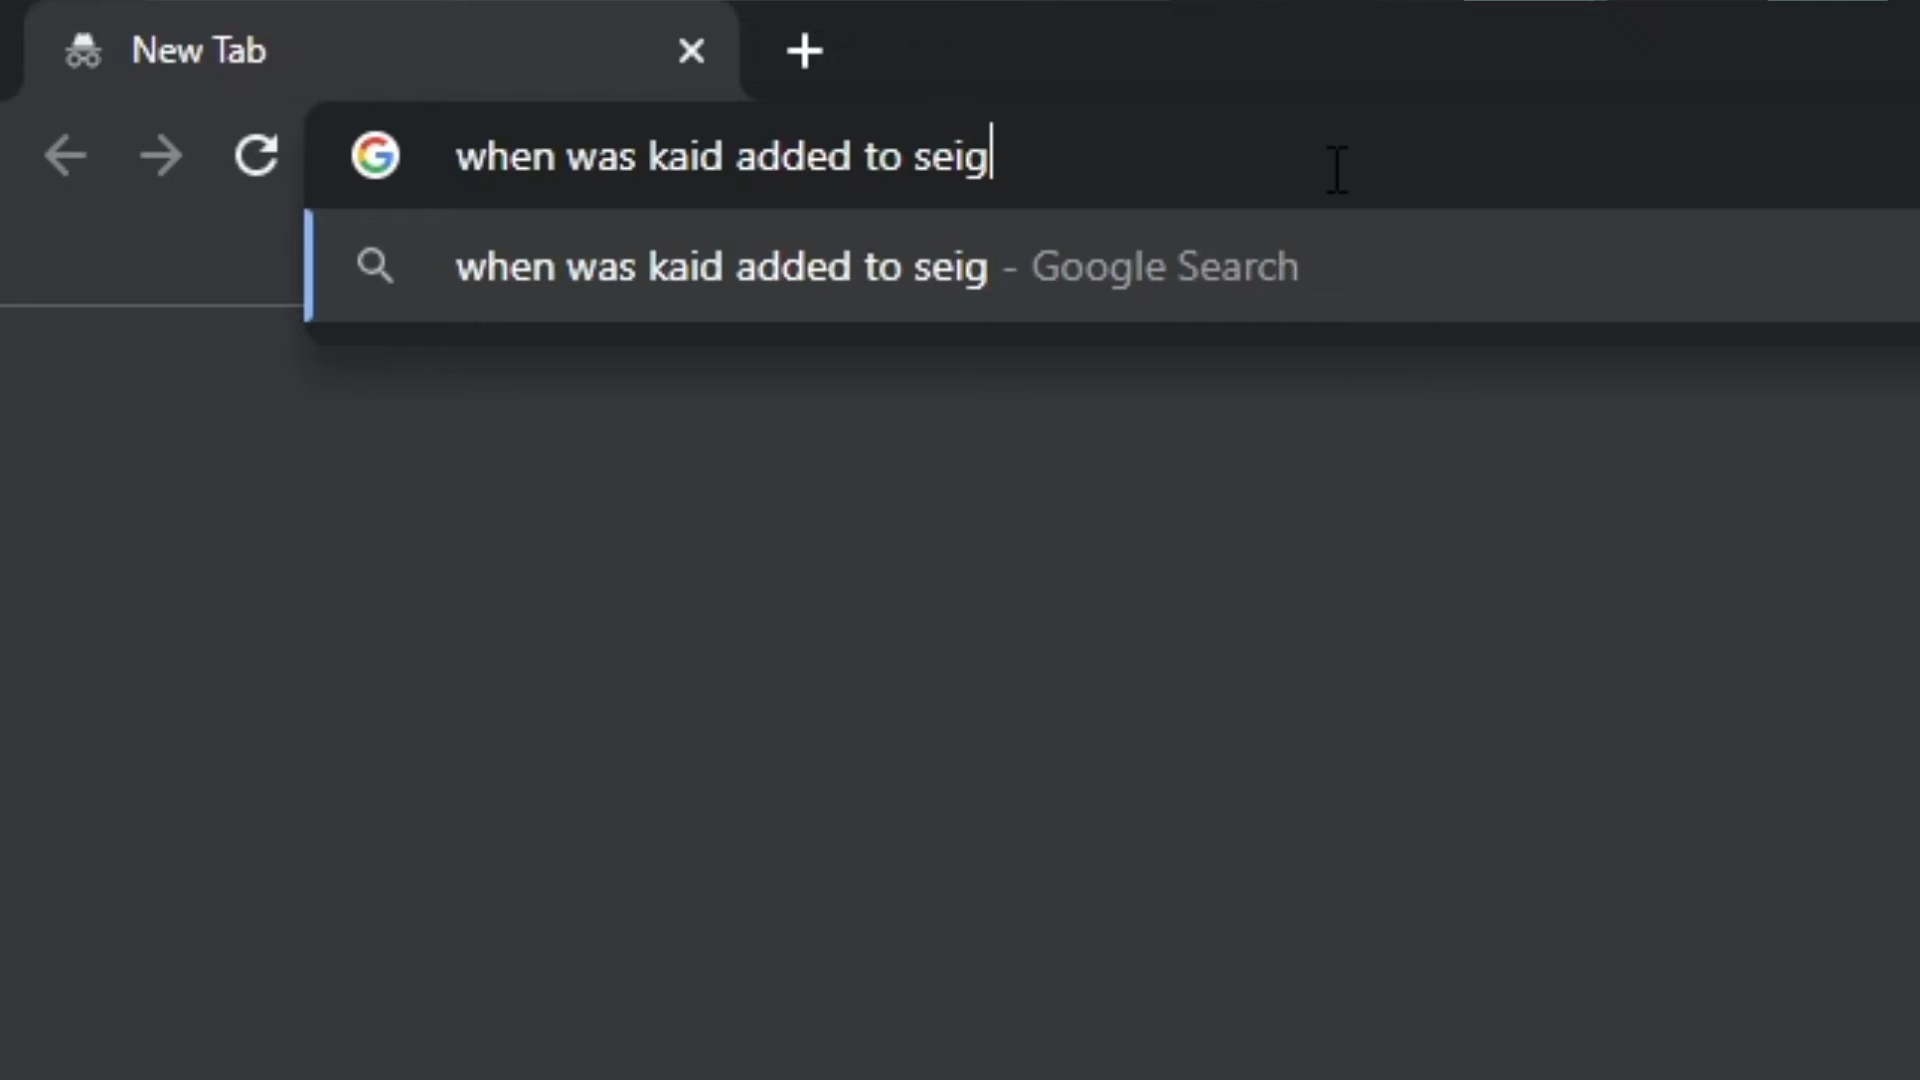 New Tab
when was kaid added to seig
when was kaid added to seig - Google Search